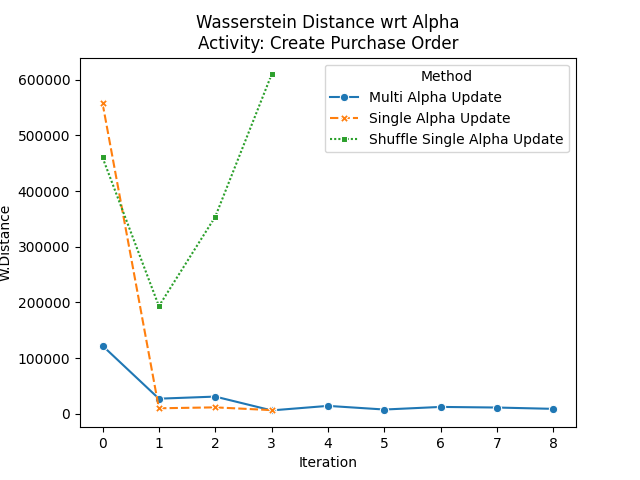 Wasserstein Distance wrt Alpha
Activity: Create Purchase Order
Method
Multi Alpha Update
Single Alpha Update
Shuffle Single Alpha Update
W.Distance
600000
500000
400000
300000
200000
100000
0
0 1 2 3 4 5 6 7 8
Iteration